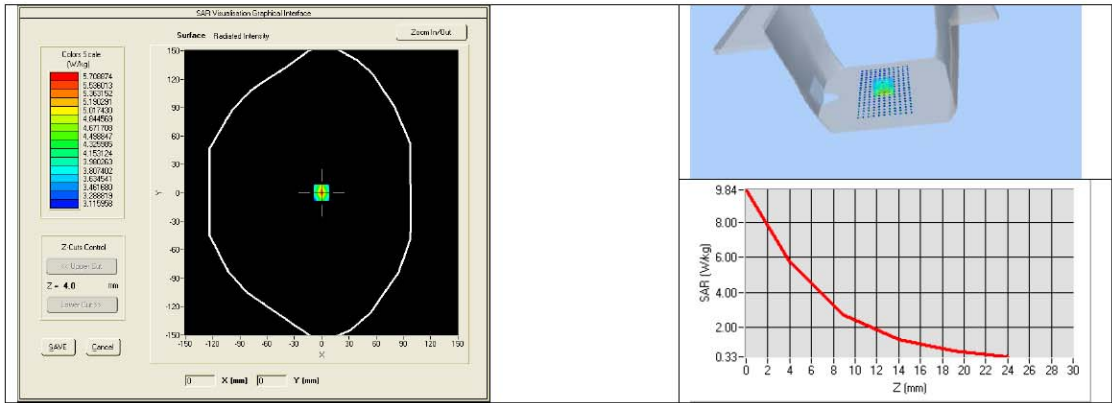 SAR Visualisation Graphical Interface
Surface Radiated Intensity
Zoom In/Out
Colors Scale
(W/kg)
5.708874
5.536013
5.363152
5.190291
5.017430
4.844569
4.671708
4.498847
4.325985
4.153124
3.980263
3.807402
3.634541
3.461680
3.288819
3.115958
Z-Cuts Control
<< Upper Cut
Z = 4.0 mm
Lower Cut >>
SAVE Cancel
Y
150
120
90
60
30
0
-30
-60
-90
-120
-150
-150 -120 -90 -60 -30 0 30 60 90 120 150
X
0 X (mm) 0 Y (mm)
SAR (W/kg)
9.84
8.00
6.00
4.00
2.00
0.33
0 2 4 6 8 10 12 14 16 18 20 22 24 26 28 30
Z (mm)